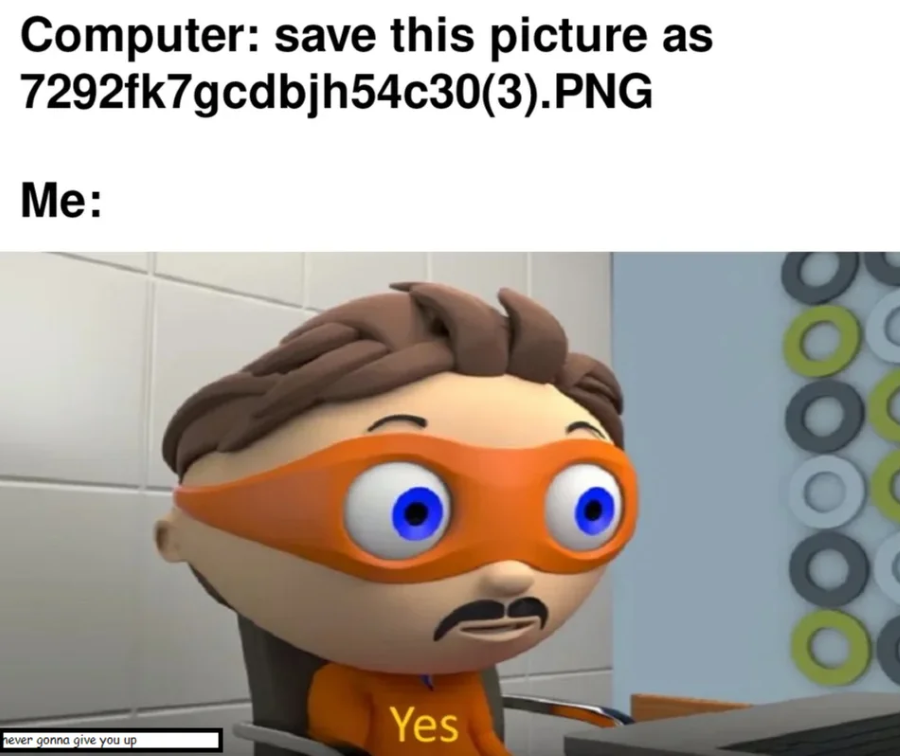 Computer: save this picture as
7292fk7gcdbjh54c30(3).PNG
Me:
Yes
never gonna give you up